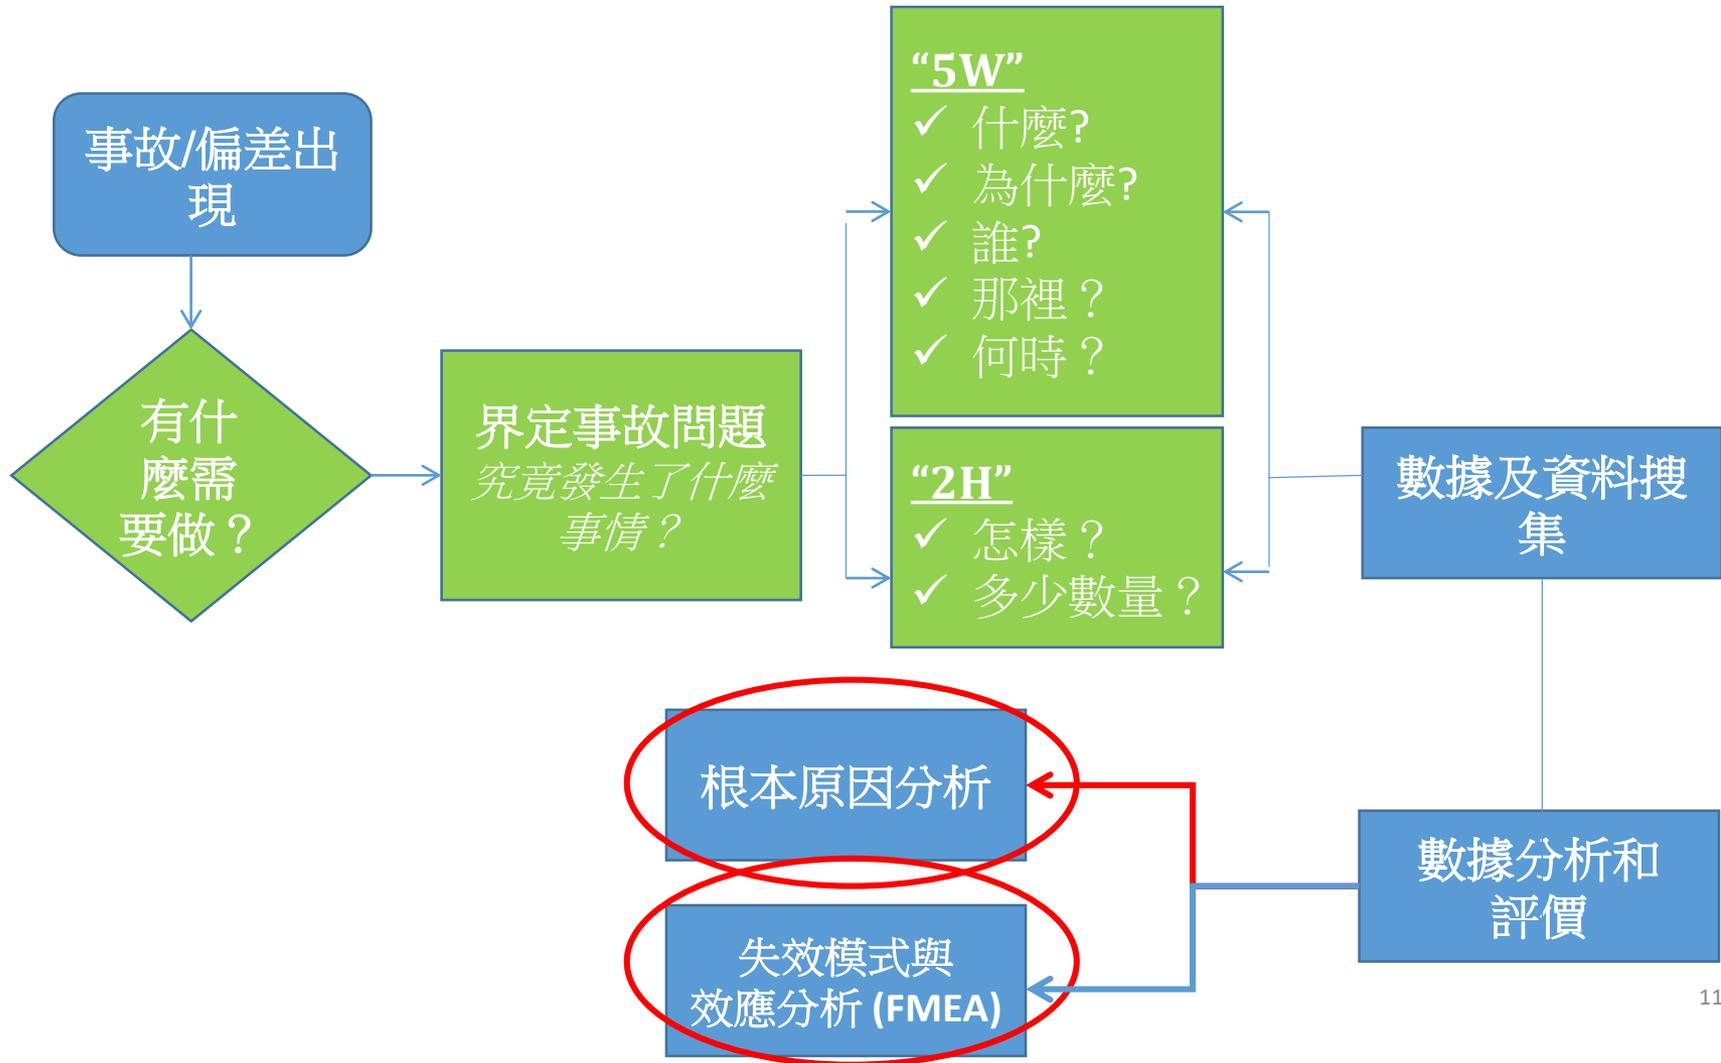 事故/偏差出
現
有什
麼需
要做？
界定事故問題
究竟發生了什麼
事情？
“5W”
✓ 什麼?
✓ 為什麼?
✓ 誰?
✓ 那裡？
✓ 何時？
“2H”
✓ 怎樣？
✓ 多少數量？
數據及資料搜
集
數據分析和
評價
根本原因分析
失效模式與
效應分析 (FMEA)
11